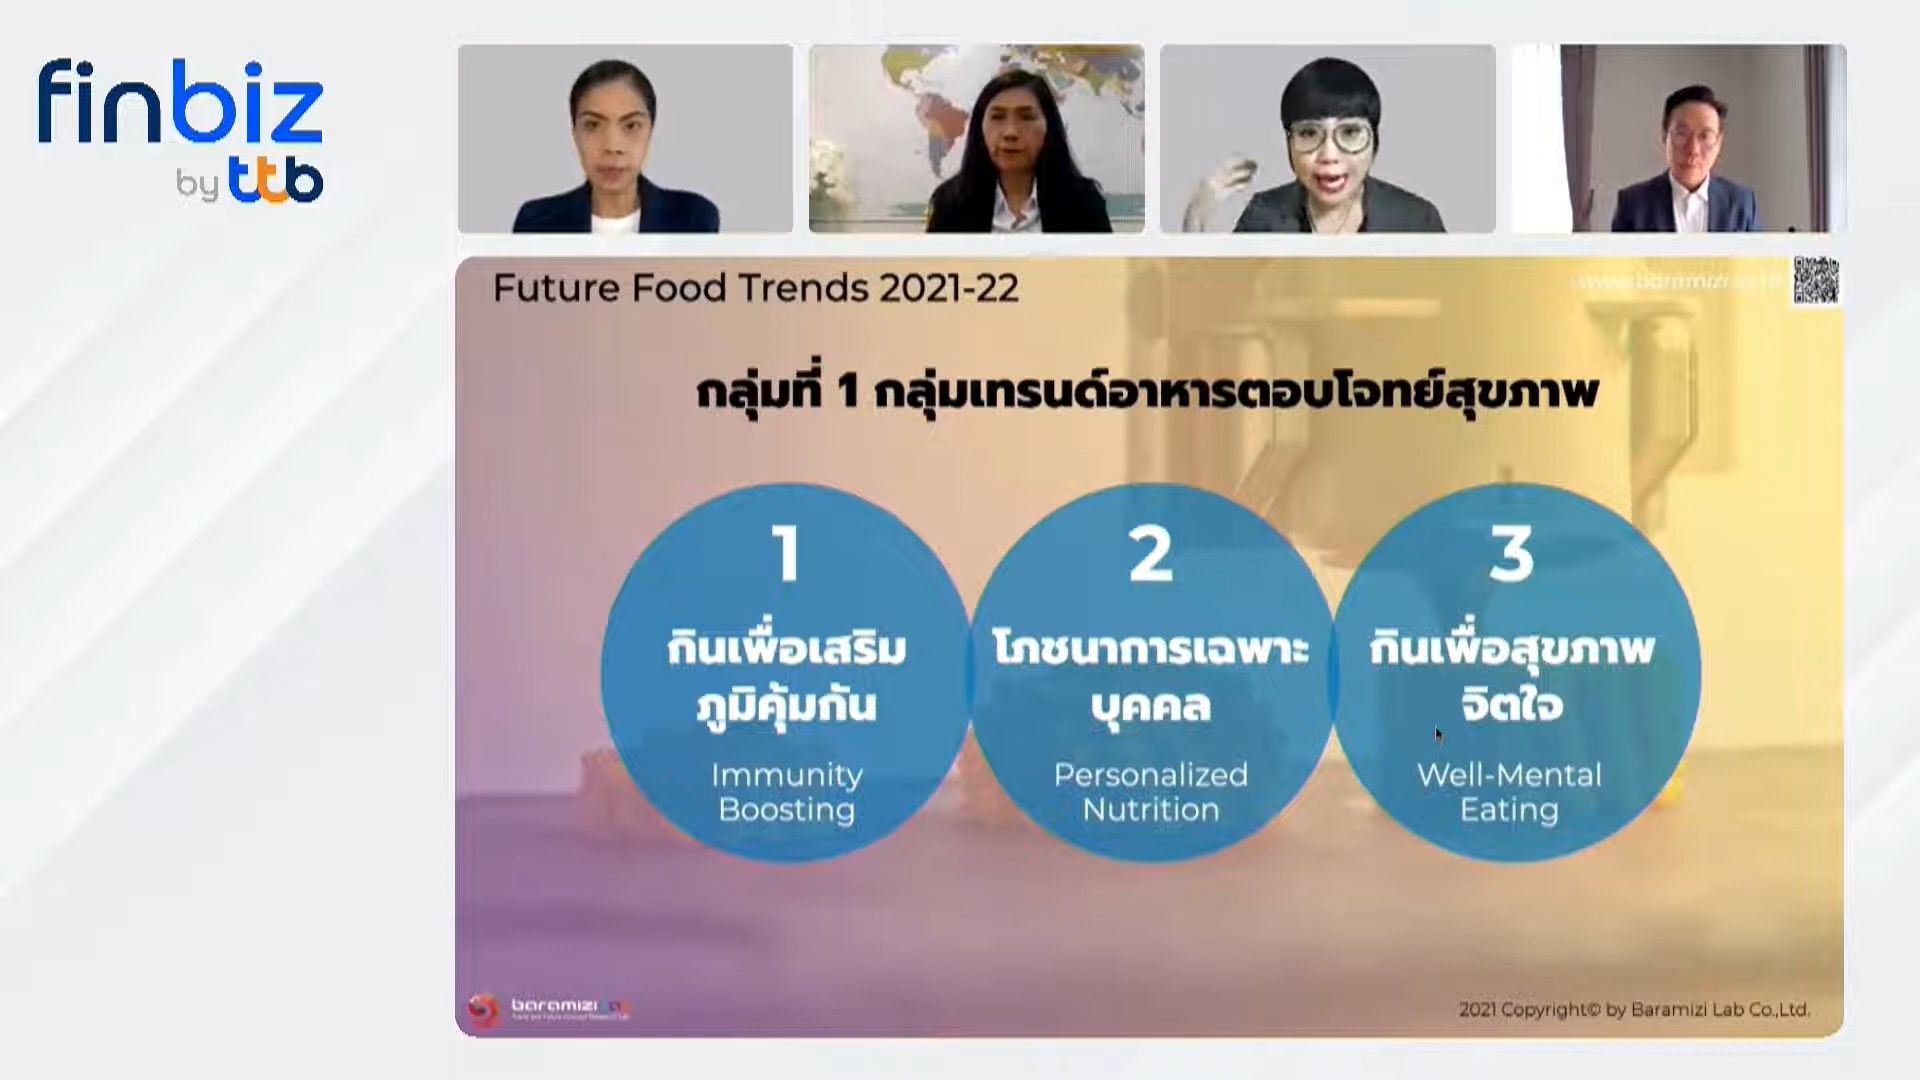 finbiz
by ttb
Future Food Trends 2021-22
กลุ่มที่ 1 กลุ่มเทรนด์อาหารตอบโจทย์สุขภาพ
1
กินเพื่อเสริม
ภูมิคุ้มกัน
Immunity
Boosting
2
โภชนาการเฉพาะ
บุคคล
Personalized
Nutrition
3
กินเพื่อสุขภาพ
จิตใจ
Well-Mental
Eating
baramizi
2021 Copyright© by Baramizi Lab Co.,Ltd.